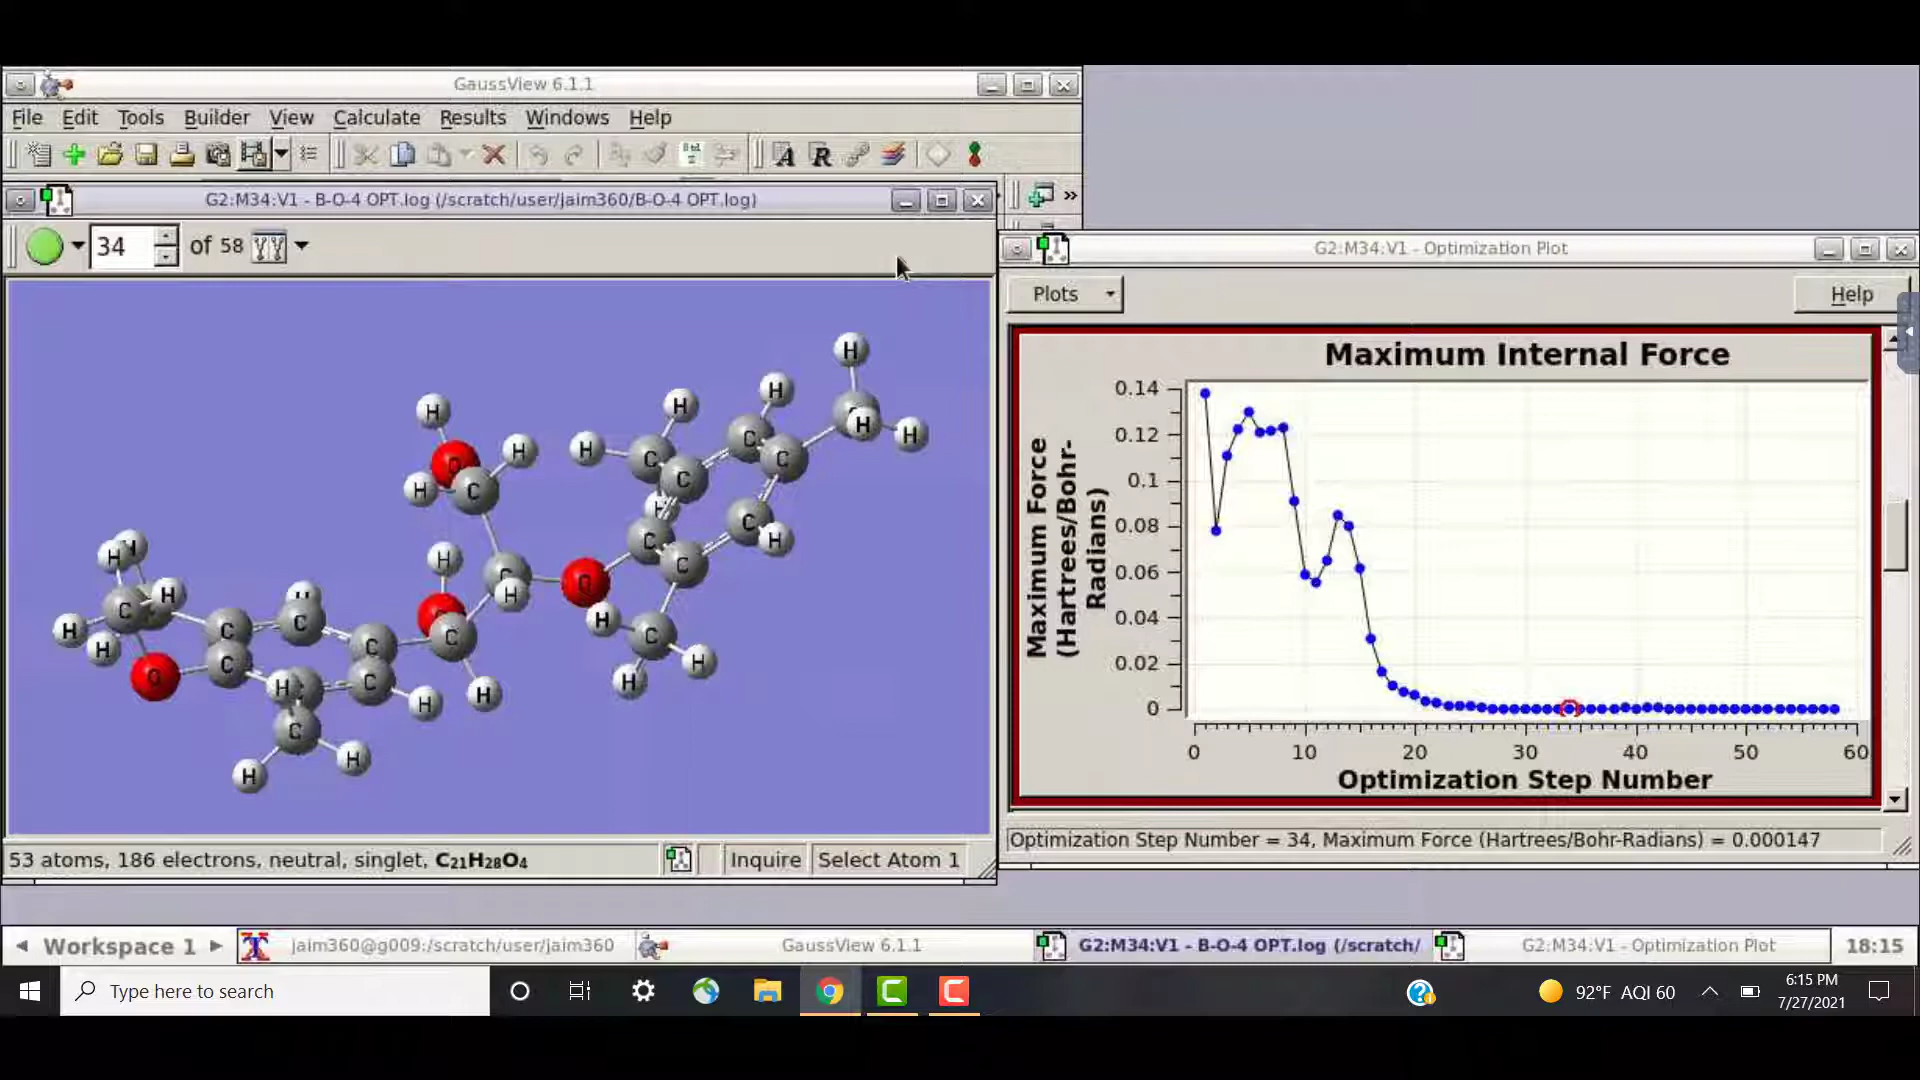 GaussView 6.1.1
File Edit Tools Builder View Calculate Results Windows Help
G2:M34:V1 - B-O-4 OPT.log (/scratch/user/jaim360/B-O-4 OPT.log)
34 of 58
H
H
H
H
H
H
H
H
H
H
O
C
C
C
C
C
C
H
C
C
C
H
O
H
H
H
H
H
H
H
C
C
C
C
C
C
O
H
C
C
H
H
H
H
H
C
H
H
53 atoms, 186 electrons, neutral, singlet, C₂₁H₂₈O₄
Inquire
Select Atom 1
G2:M34:V1 - Optimization Plot
Plots
Help
Maximum Internal Force
Maximum Force
(Hartrees/Bohr-
Radians)
0.14
0.12
0.1
0.08
0.06
0.04
0.02
0
0 10 20 30 40 50 60
Optimization Step Number
Optimization Step Number = 34, Maximum Force (Hartrees/Bohr-Radians) = 0.000147
Workspace 1
jaim360@g009:/scratch/user/jaim360
GaussView 6.1.1
G2:M34:V1 - B-O-4 OPT.log (/scratch/
G2:M34:V1 - Optimization Plot
18:15
Type here to search
92°F AQI 60
6:15 PM
7/27/2021